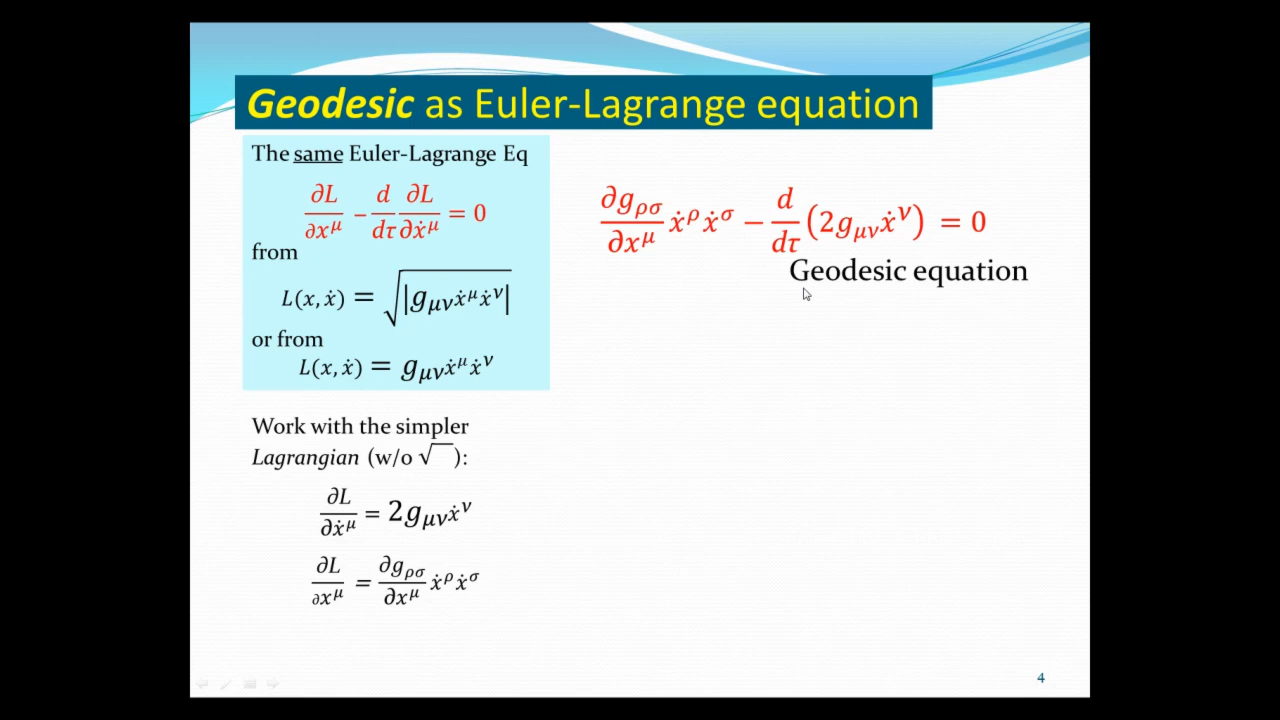 Geodesic as Euler-Lagrange equation
The same Euler-Lagrange Eq
∂L/∂x^μ − d/dτ ∂L/∂ẋ^μ = 0
from
L(x, ẋ) = √|g_μν ẋ^μ ẋ^ν|
or from
L(x, ẋ) = g_μν ẋ^μ ẋ^ν
Work with the simpler
Lagrangian (w/o √ ):
∂L/∂ẋ^μ = 2g_μν ẋ^ν
∂L/∂x^μ = ∂g_ρσ/∂x^μ ẋ^ρ ẋ^σ
∂g_ρσ/∂x^μ ẋ^ρ ẋ^σ − d/dτ (2g_μν ẋ^ν) = 0
Geodesic equation
4